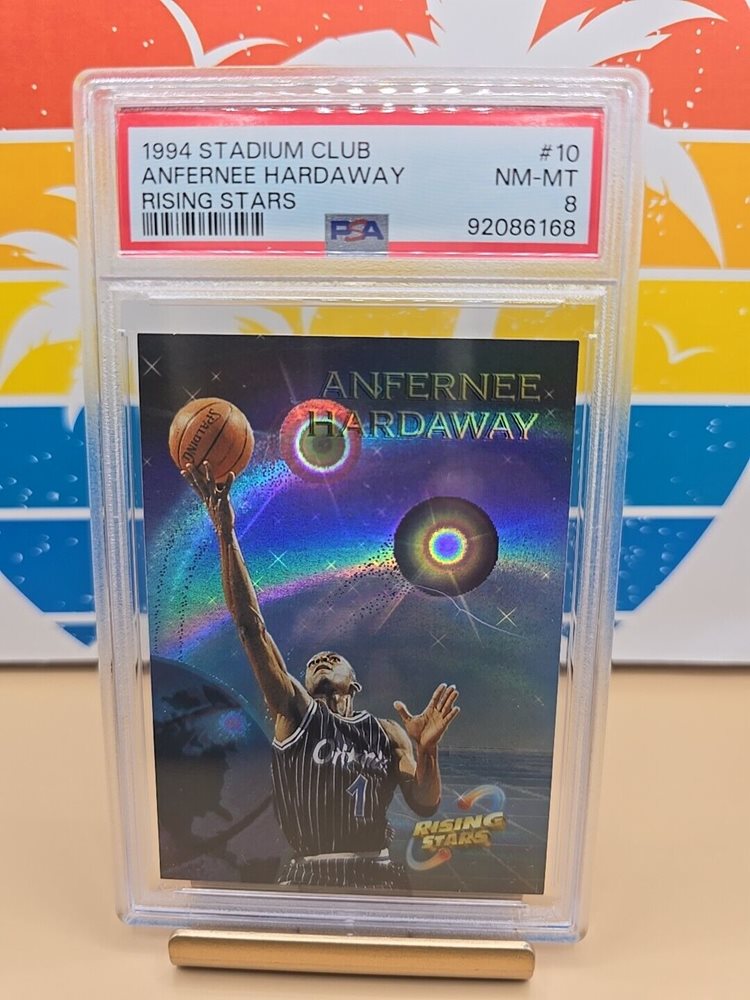 1994 STADIUM CLUB #10
ANFERNEE HARDAWAY NM-MT
RISING STARS 8
PSA 92086168
ANFERNEE
HARDAWAY
SPALDING
Orlando
1
RISING
STARS